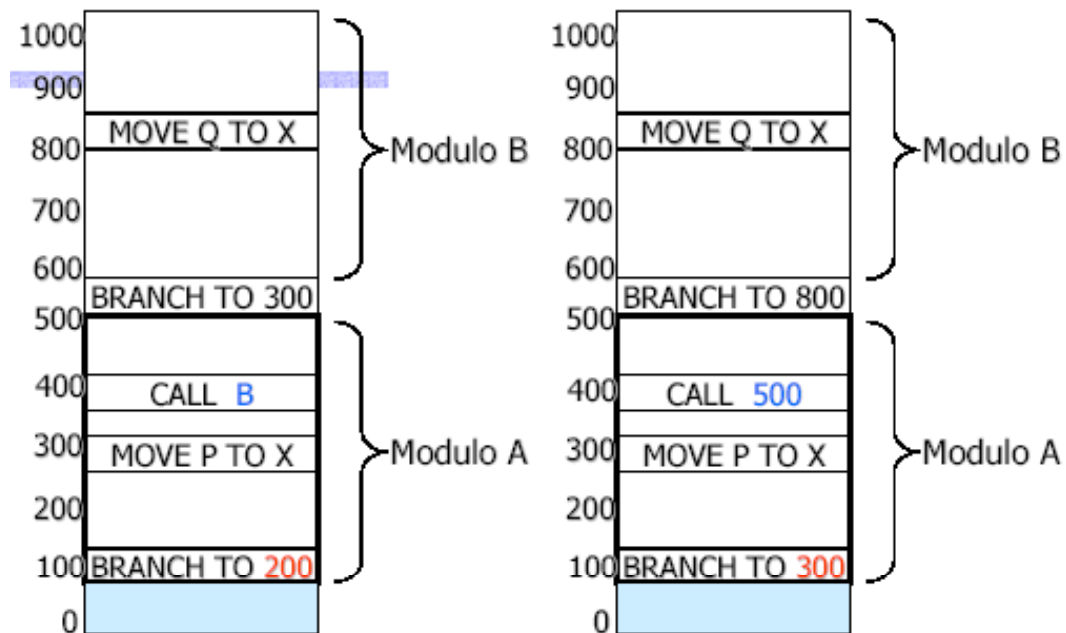 1000
900
MOVE Q TO X
800
Modulo B
700
600
BRANCH TO 300
500
400
CALL B
300
MOVE P TO X
Modulo A
200
100
BRANCH TO 200
0
1000
900
MOVE Q TO X
800
Modulo B
700
600
BRANCH TO 800
500
400
CALL 500
300
MOVE P TO X
Modulo A
200
100
BRANCH TO 300
0